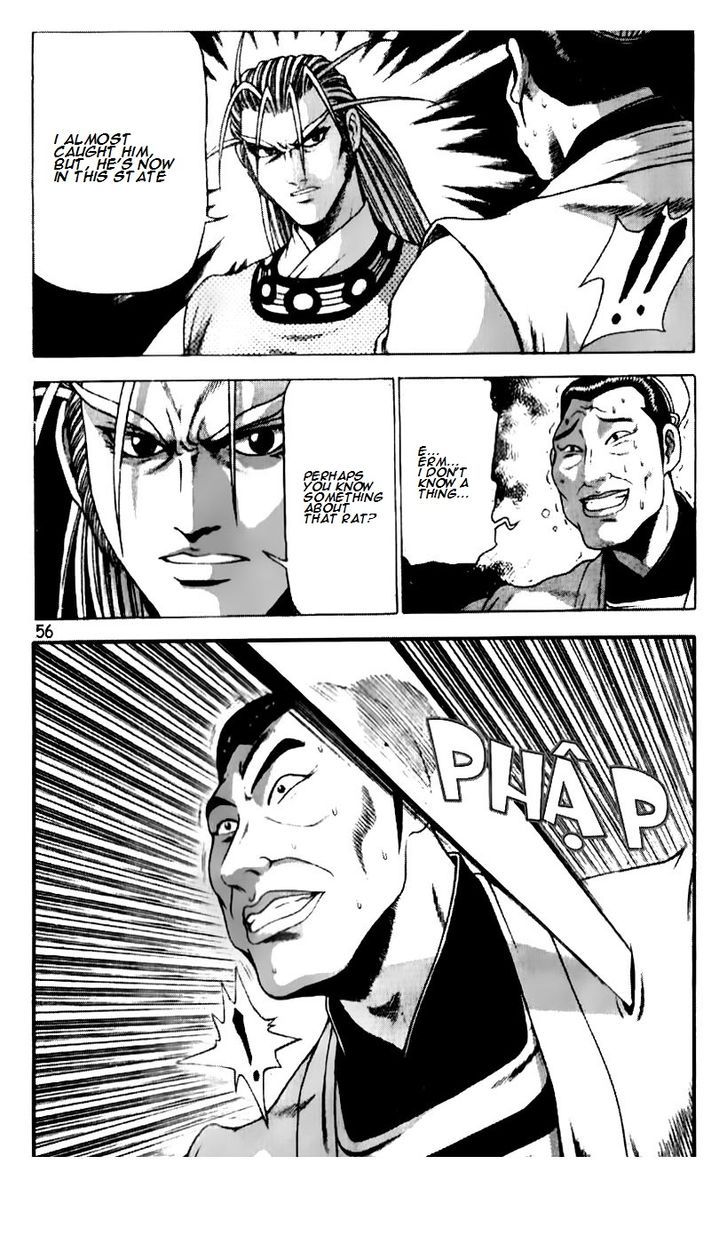 I ALMOST
CAUGHT HIM,
BUT, HE'S NOW
IN THIS STATE
!!
PERHAPS
YOU KNOW
SOMETHING
ABOUT
THAT RAT?
E...
ERM...
I DON'T
KNOW A
THING...
56
PHẬP
!